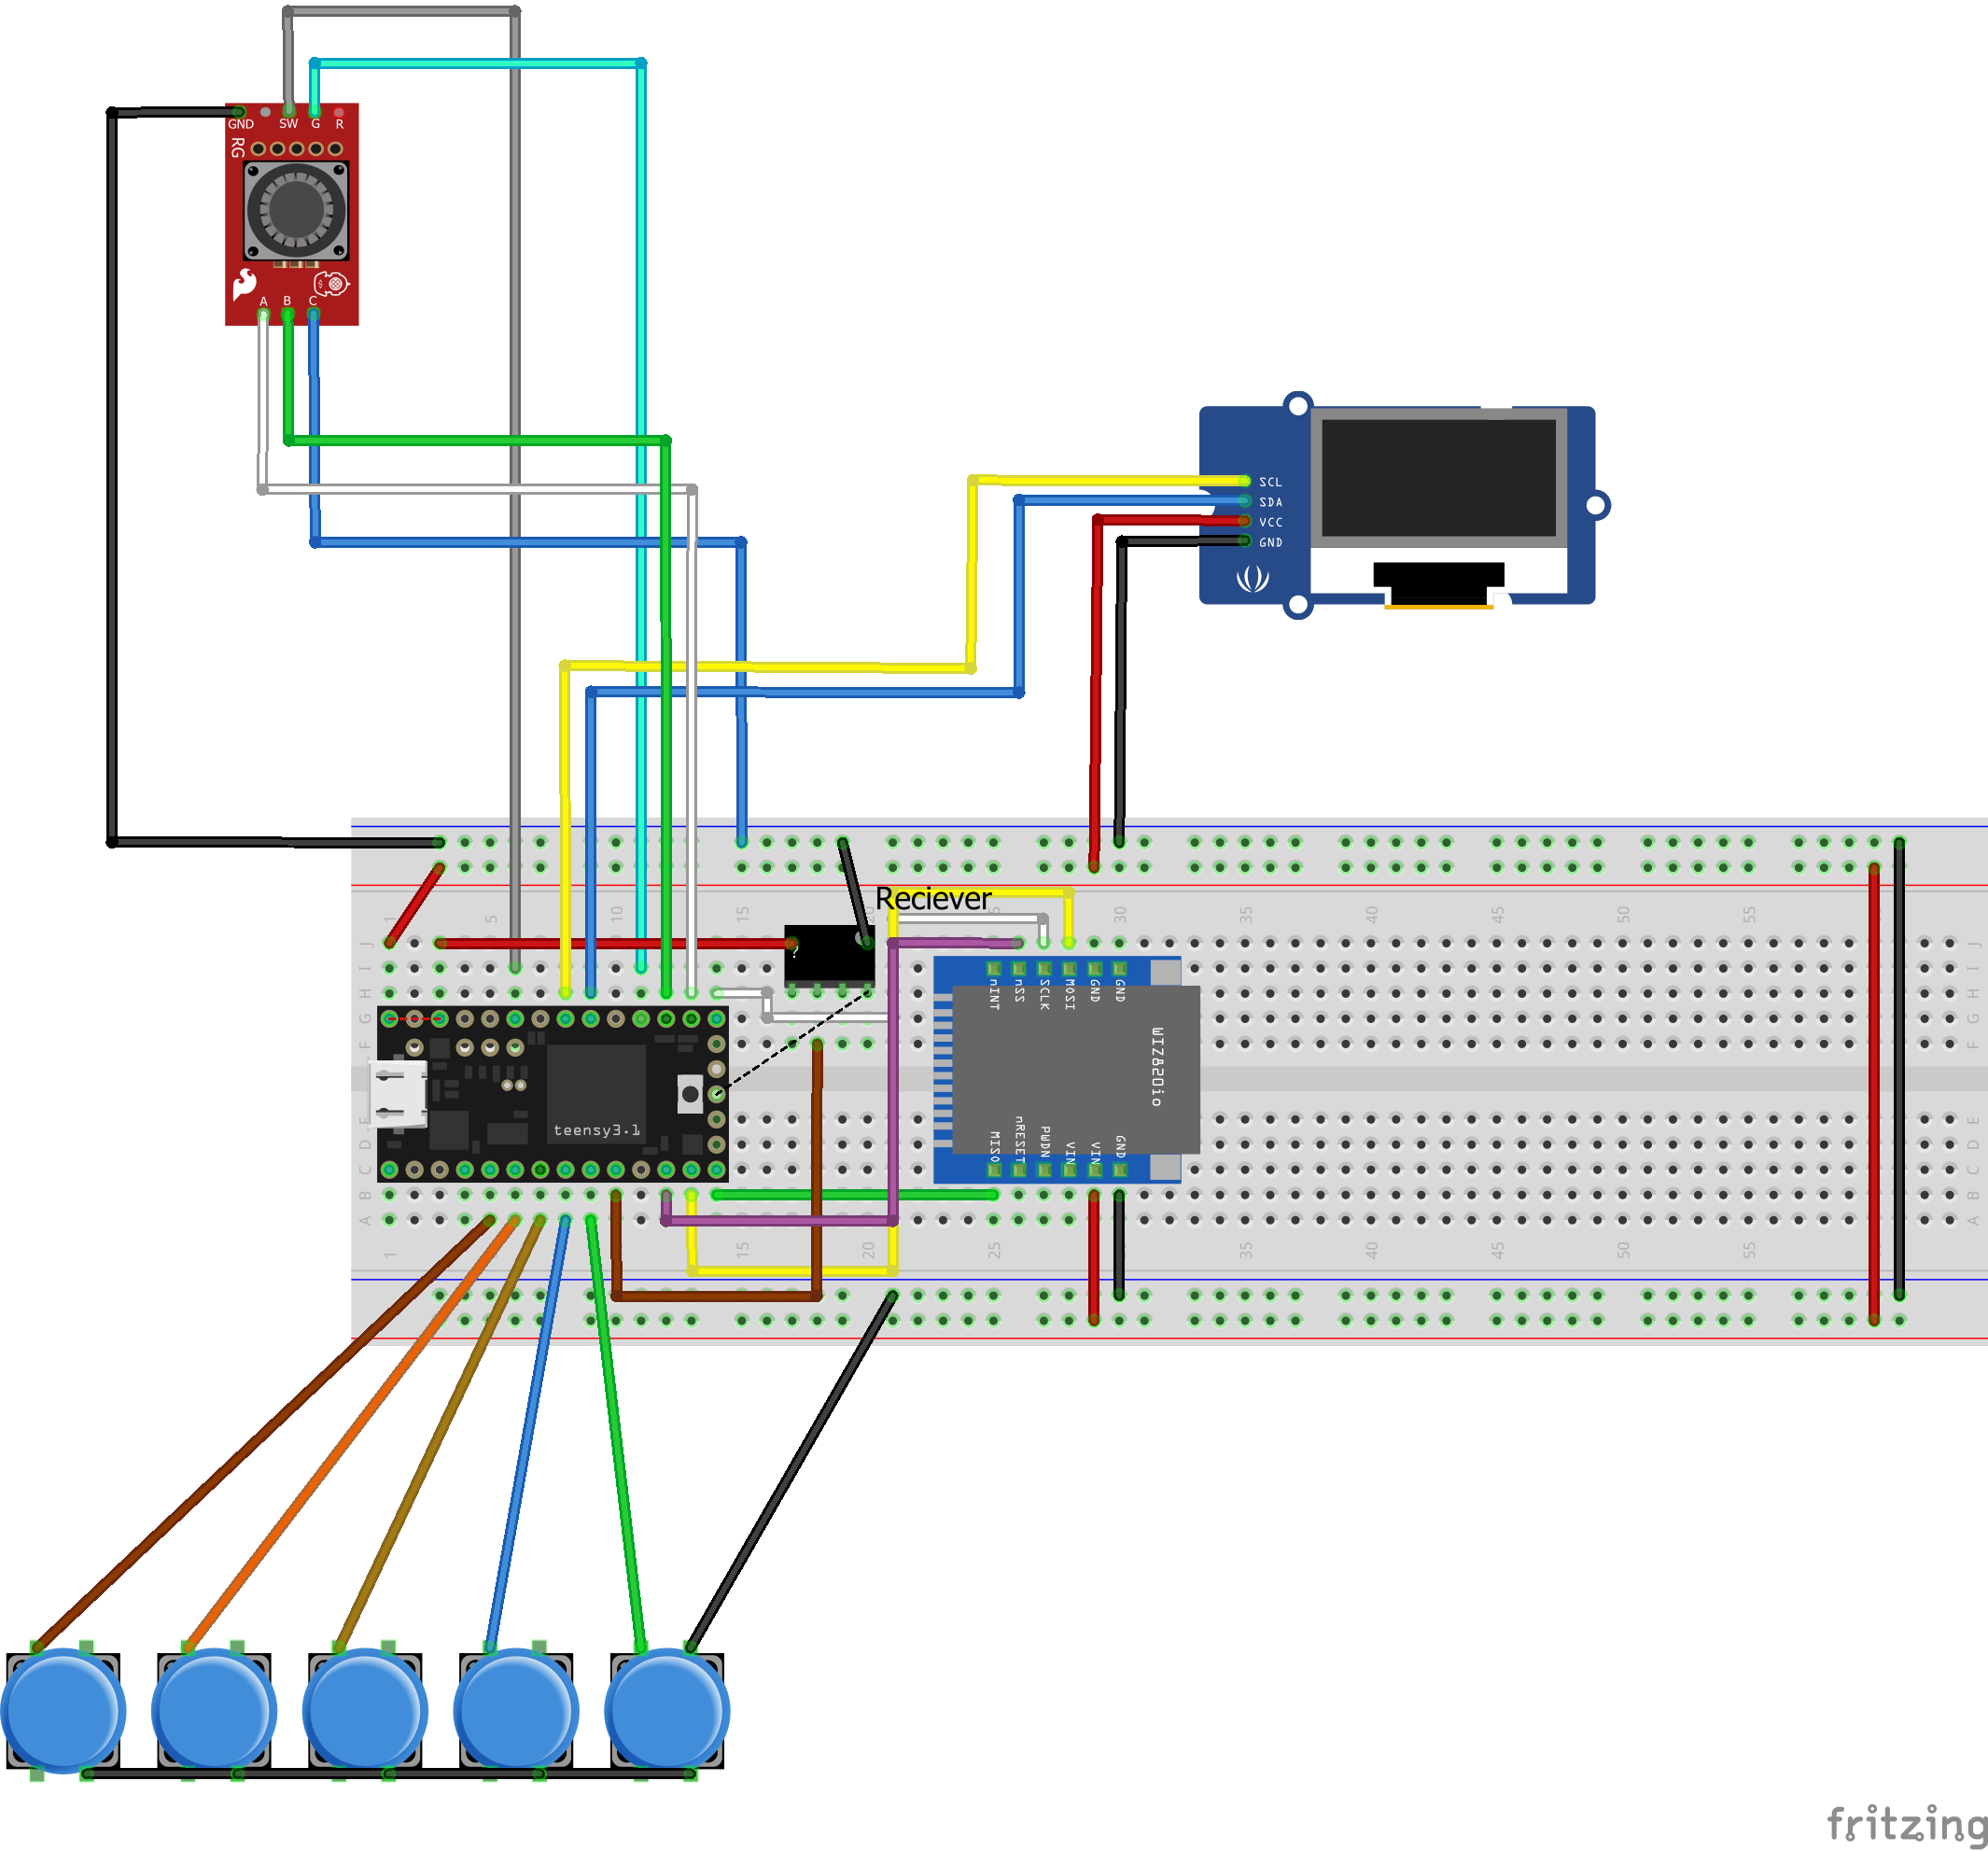 GND SW G R
RG
A B C
SCL
SDA
VCC
GND
Reciever
1 5 10 15 20 5 30 35 40 45 50 55
J J
I I
H H
G G
F F
?
nINT nSS SCLK MOSI GND GND
WIZ820io
teensy3.1
MISO nRESET PWDN VIN VIN GND
E E
D D
C C
B B
A A
1 15 20 25 30 35 40 45 50 55
fritzing